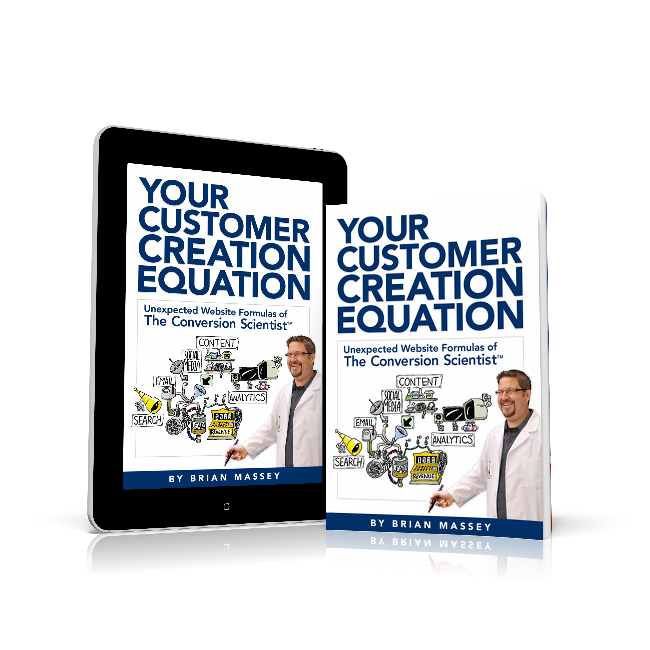 YOUR
CUSTOMER
CREATION
EQUATION
Unexpected Website Formulas of
The Conversion Scientist™
CONTENT
SOCIAL
MEDIA
EMAIL
ANALYTICS
SEARCH
BY BRIAN MASSEY
YOUR
CUSTOMER
CREATION
EQUATION
Unexpected Website Formulas of
The Conversion Scientist™
CONTENT
SOCIAL
MEDIA
EMAIL
ANALYTICS
SEARCH
REVENUE
BY BRIAN MASSEY